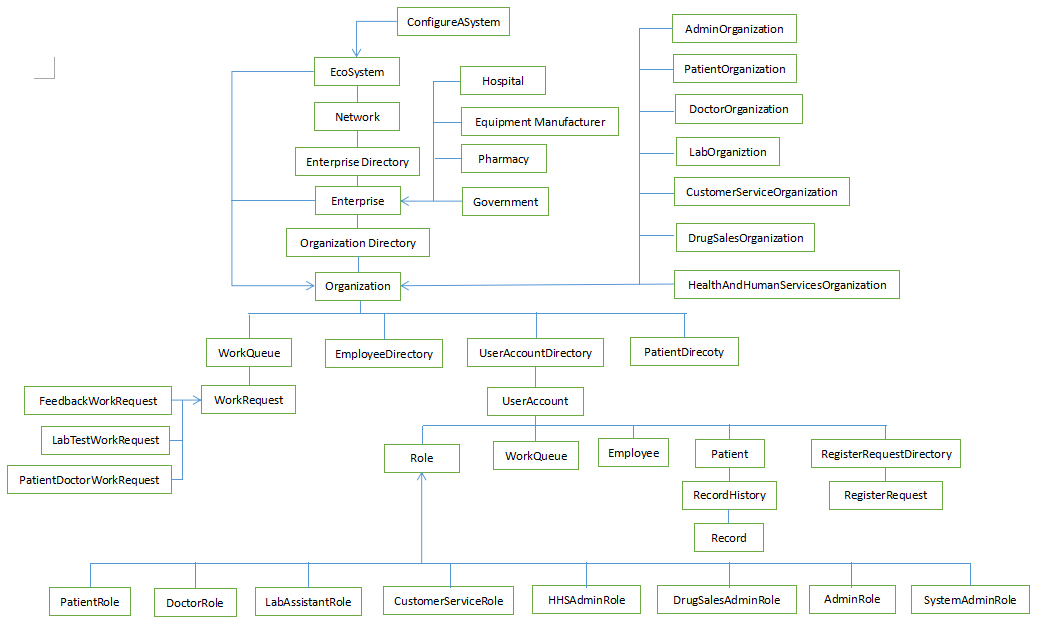 ConfigureASystem
AdminOrganization
EcoSystem
PatientOrganization
Hospital
Network
DoctorOrganization
Equipment Manufacturer
LabOrganiztion
Enterprise Directory
Pharmacy
CustomerServiceOrganization
Enterprise
Government
DrugSalesOrganization
Organization Directory
Organization
HealthAndHumanServicesOrganization
WorkQueue
EmployeeDirectory
UserAccountDirectory
PatientDirecoty
FeedbackWorkRequest
WorkRequest
UserAccount
LabTestWorkRequest
PatientDoctorWorkRequest
Role
WorkQueue
Employee
Patient
RegisterRequestDirectory
RecordHistory
RegisterRequest
Record
PatientRole
DoctorRole
LabAssistantRole
CustomerServiceRole
HHSAdminRole
DrugSalesAdminRole
AdminRole
SystemAdminRole